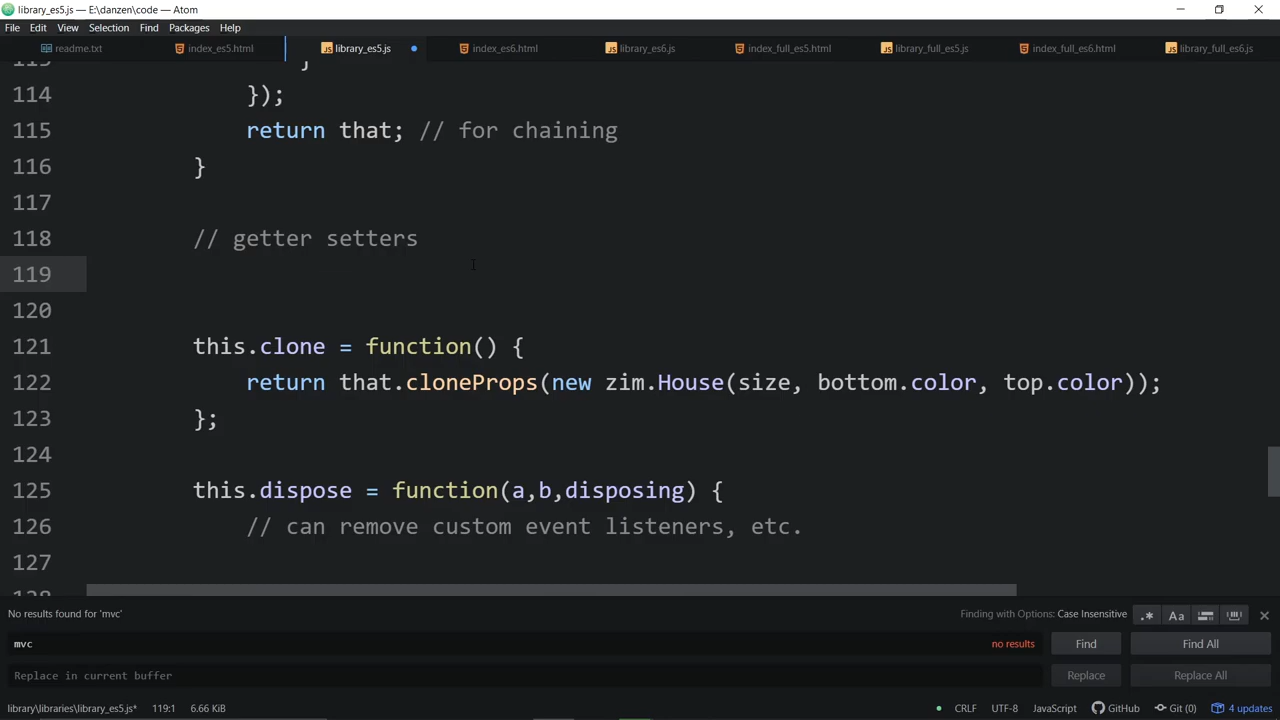 library_es5.js — E:\danzen\code — Atom
File Edit View Selection Find Packages Help
readme.txt index_es5.html library_es5.js index_es6.html library_es6.js index_full_es5.html library_full_es5.js index_full_es6.html library_full_es6.js
114 });
115 return that; // for chaining
116 }
117
118 // getter setters
119
120
121 this.clone = function() {
122 return that.cloneProps(new zim.House(size, bottom.color, top.color));
123 };
124
125 this.dispose = function(a,b,disposing) {
126 // can remove custom event listeners, etc.
127
No results found for 'mvc' Finding with Options: Case Insensitive .* Aa
mvc no results Find Find All
Replace in current buffer Replace Replace All
library\libraries\library_es5.js* 119:1 6.66 KiB CRLF UTF-8 JavaScript GitHub Git (0) 4 updates